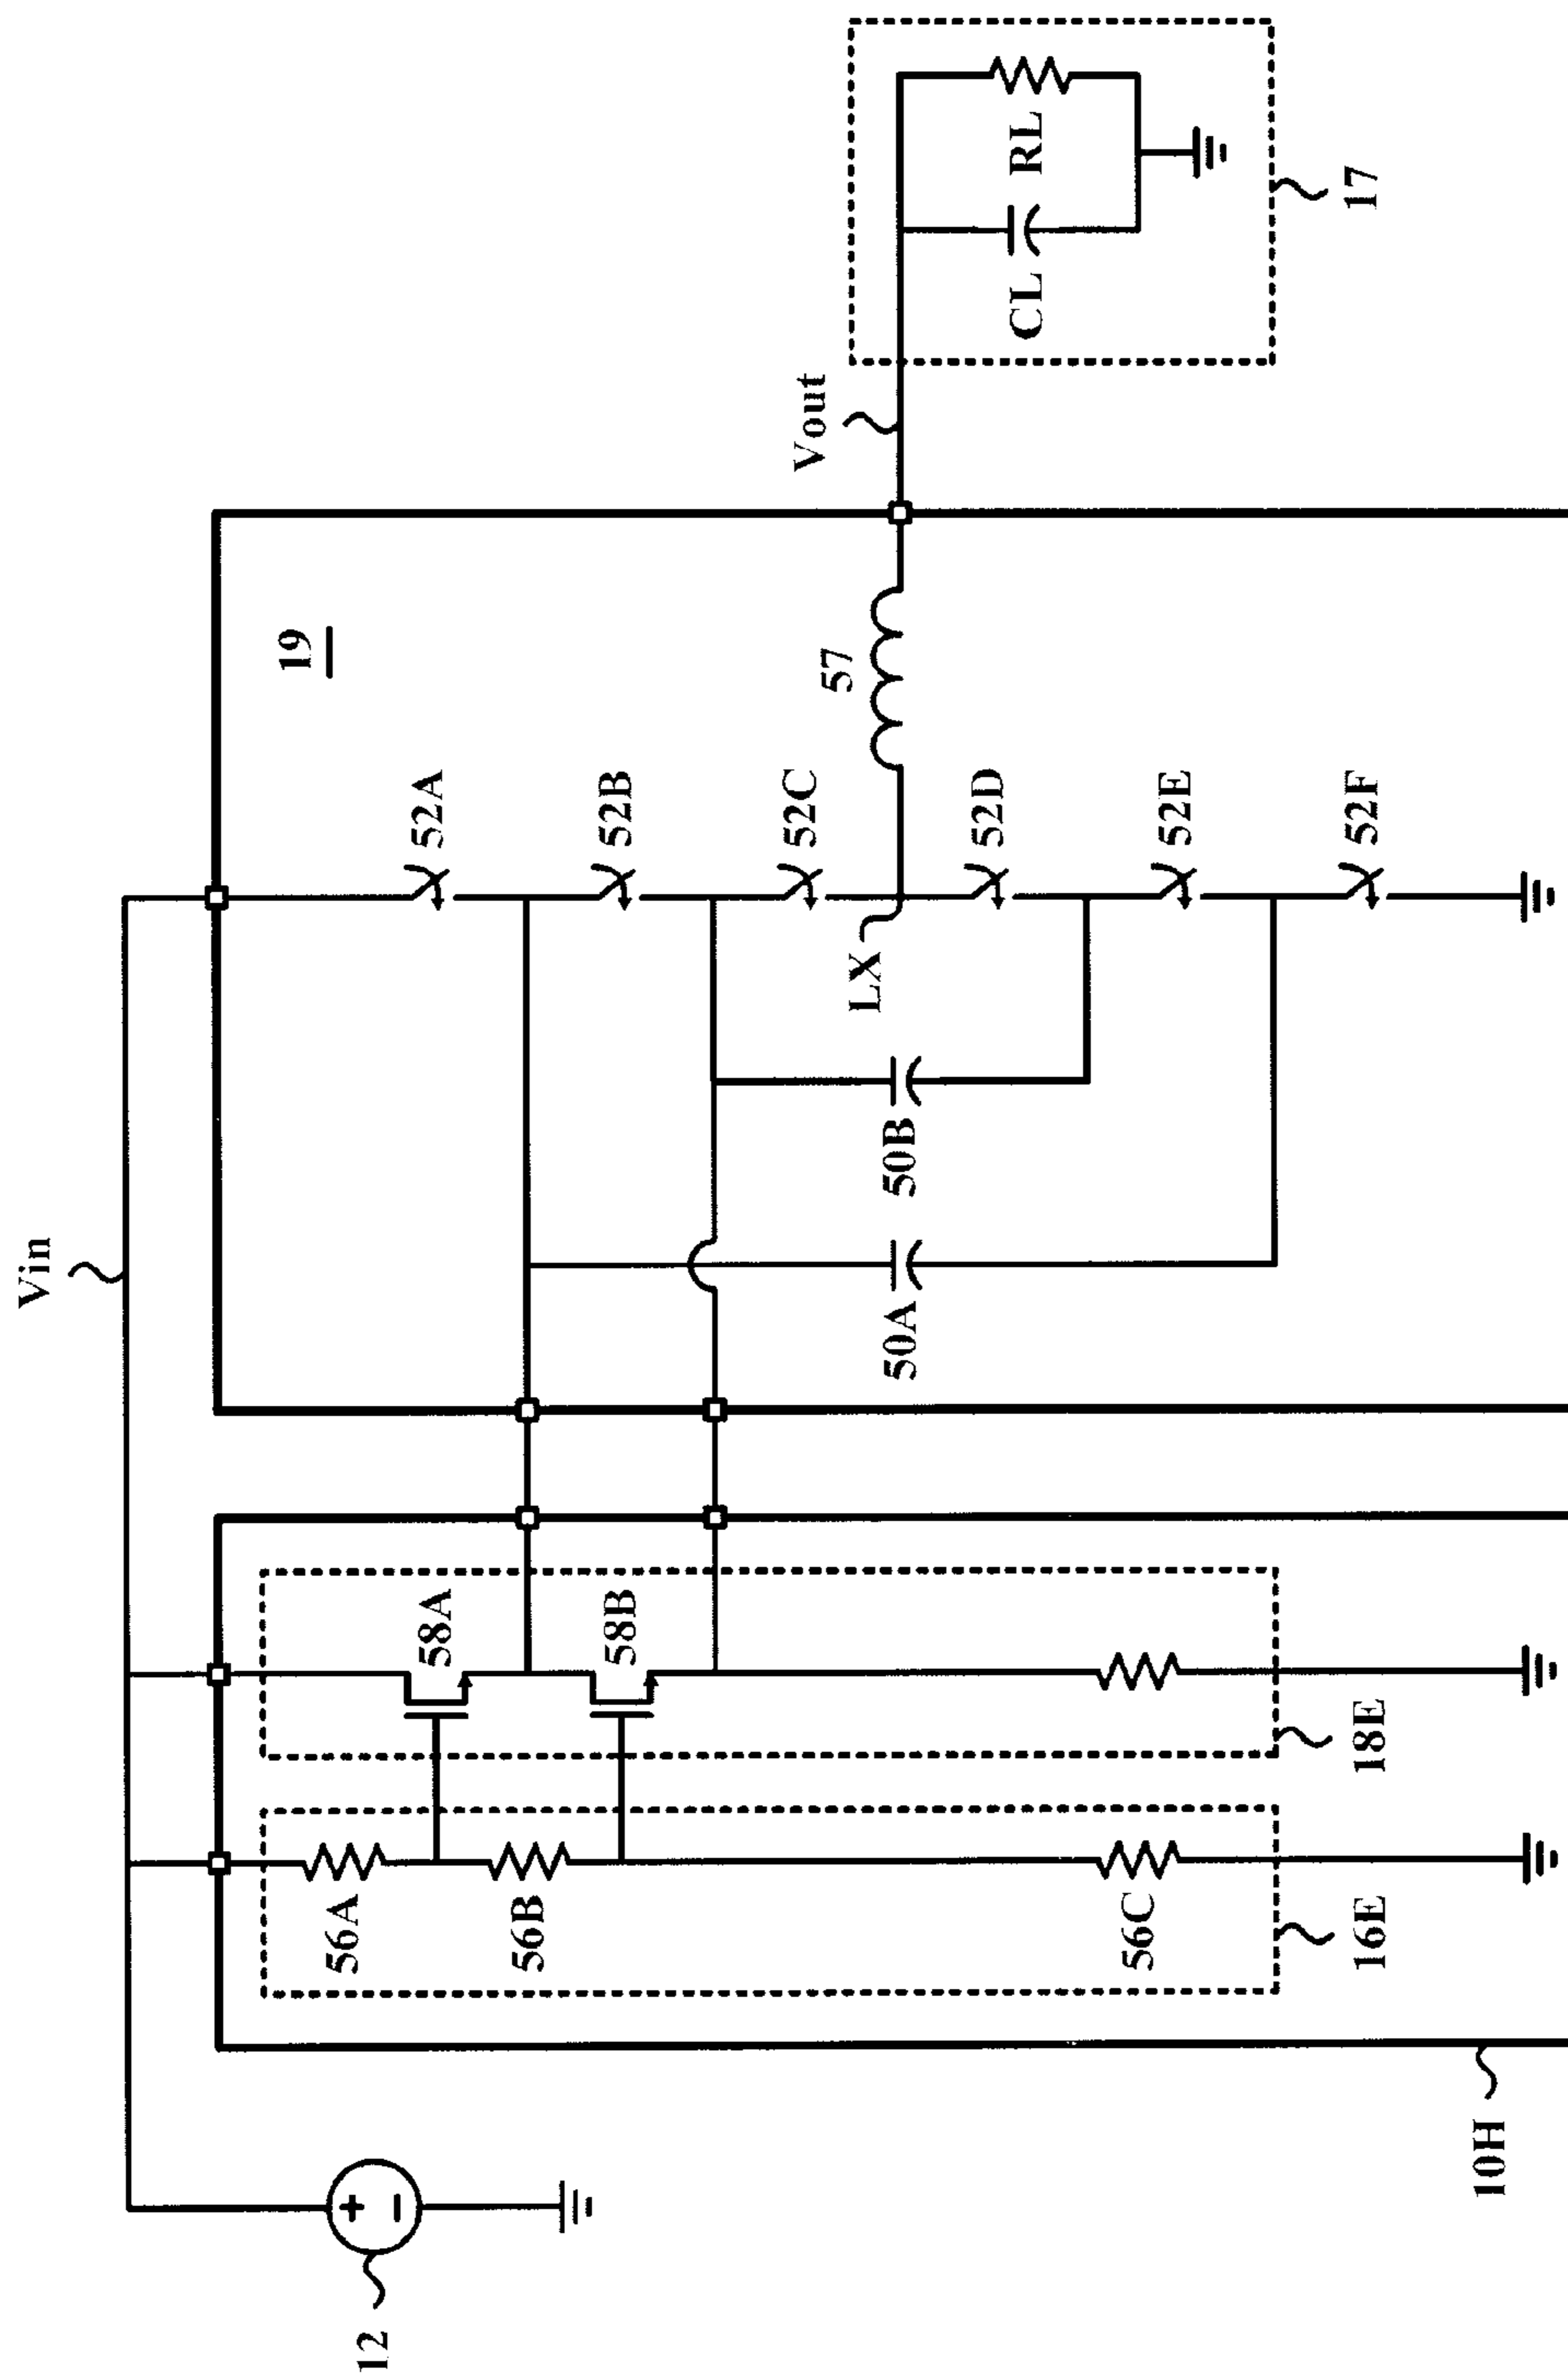 Vin
19
52A
52B
52C
LX
57
52D
52E
52F
Vout
CL
RL
17
50A
50B
58A
58B
18E
56A
56B
56C
16E
10H
12
+
−